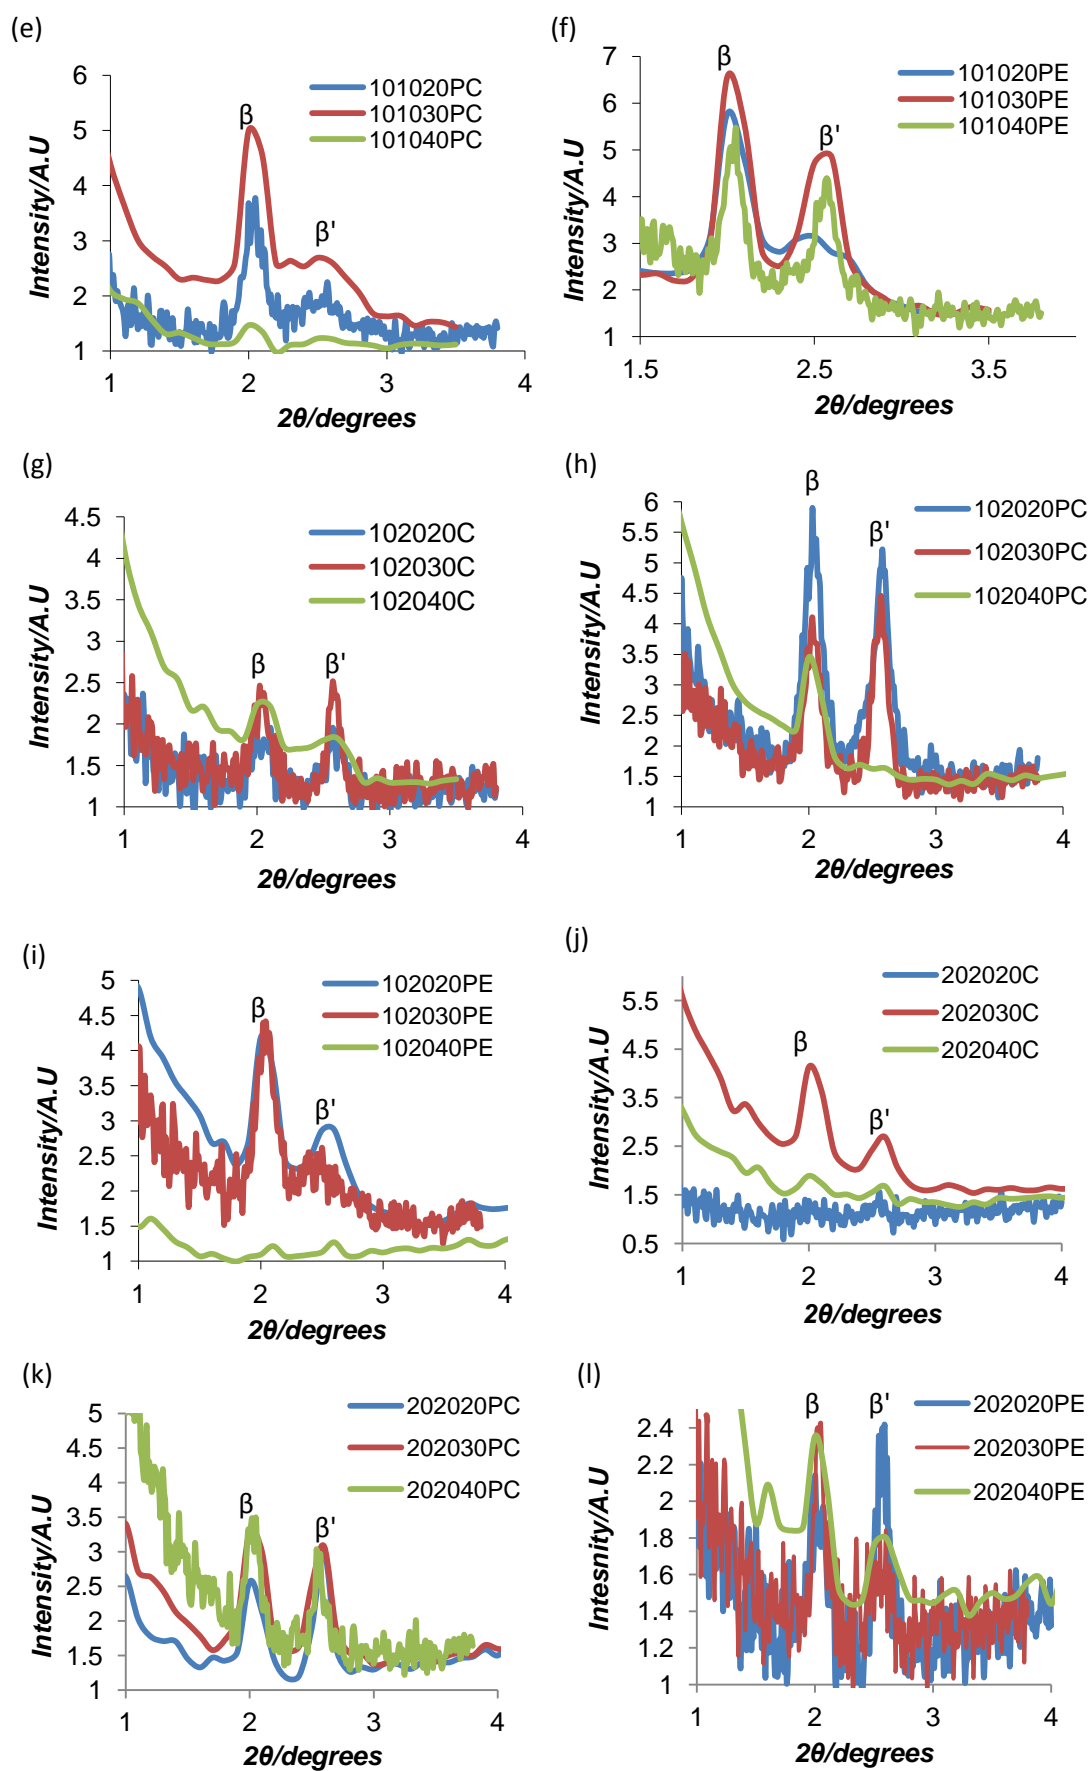 (e)
6
5
4
3
2
1
Intensity/A.U
101020PC
101030PC
101040PC
β
β'
1 2 3 4
2θ/degrees
(f)
7
6
5
4
3
2
1
Intensity/A.U
101020PE
101030PE
101040PE
β
β'
1.5 2.5 3.5
2θ/degrees
(g)
4.5
4
3.5
3
2.5
2
1.5
1
Intensity/A.U
102020C
102030C
102040C
β
β'
1 2 3 4
2θ/degrees
(h)
6
5.5
5
4.5
4
3.5
3
2.5
2
1.5
1
Intensity/A.U
102020PC
102030PC
102040PC
β
β'
1 2 3 4
2θ/degrees
(i)
5
4.5
4
3.5
3
2.5
2
1.5
1
Intensity/A.U
102020PE
102030PE
102040PE
β
β'
1 2 3 4
2θ/degrees
(j)
5.5
4.5
3.5
2.5
1.5
0.5
Intensity/A.U
202020C
202030C
202040C
β
β'
1 2 3 4
2θ/degrees
(k)
5
4.5
4
3.5
3
2.5
2
1.5
1
Intensity/A.U
202020PC
202030PC
202040PC
β
β'
1 2 3 4
2θ/degrees
(l)
2.4
2.2
2
1.8
1.6
1.4
1.2
1
Intesnity/A.U
202020PE
202030PE
202040PE
β
β'
1 2 3 4
2θ/degrees